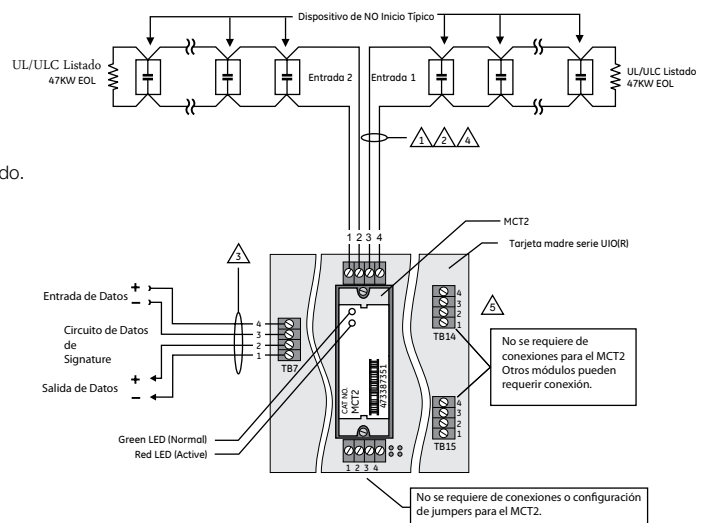 Dispositivo de NO Inicio Típico
UL/ULC Listado
47KW EOL
Entrada 2
Entrada 1
UL/ULC Listado
47KW EOL
1
2
4
do.
1 2 3 4
MCT2
Tarjeta madre serie UIO(R)
3
Entrada de Datos
+
–
Circuito de Datos
de
Signature
+
Salida de Datos
–
4
3
2
1
TB7
CAT NO.
MCT2
473387351
4
3
2
1
TB14
5
No se requiere de
conexiones para el MCT2
Otros módulos pueden
requerir conexión.
4
3
2
1
TB15
Green LED (Normal)
Red LED (Active)
1 2 3 4
No se requiere de conexiones o configuración
de jumpers para el MCT2.